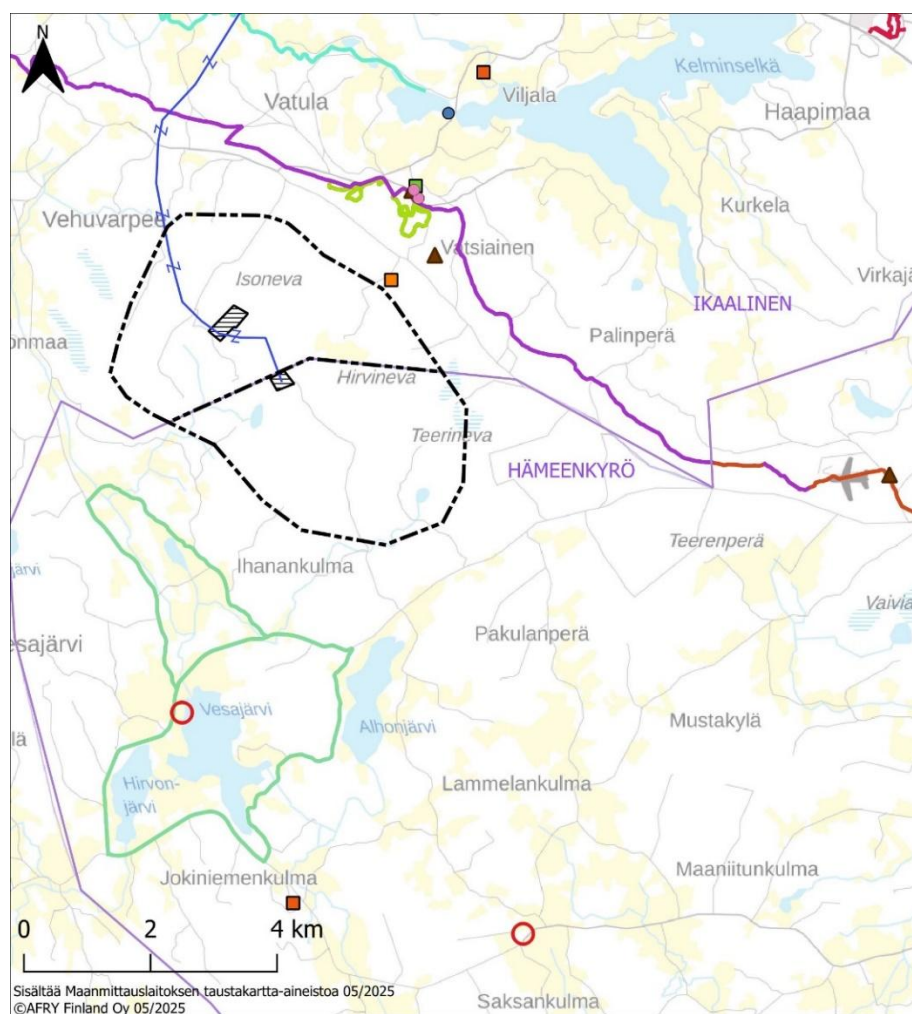 N
Kelminselkä
Viljala
Vatula
Haapimaa
Kurkela
Vehuvarpee
Vatsiainen
Isoneva
Virkajä
IKAALINEN
Palinperä
onmaa
Hirvineva
Teerineva
HÄMEENKYRÖ
Teerenperä
Ihanankulma
järvi
Vaivia
esajärvi
Pakulanperä
Vesajärvi
Mustakylä
Alhonjärvi
lä
Hirvon-
järvi
Lammelankulma
Maaniitunkulma
Jokiniemenkulma
0 2 4 km
Sisältää Maanmittauslaitoksen taustakartta-aineistoa 05/2025
©AFRY Finland Oy 05/2025
Saksankulma